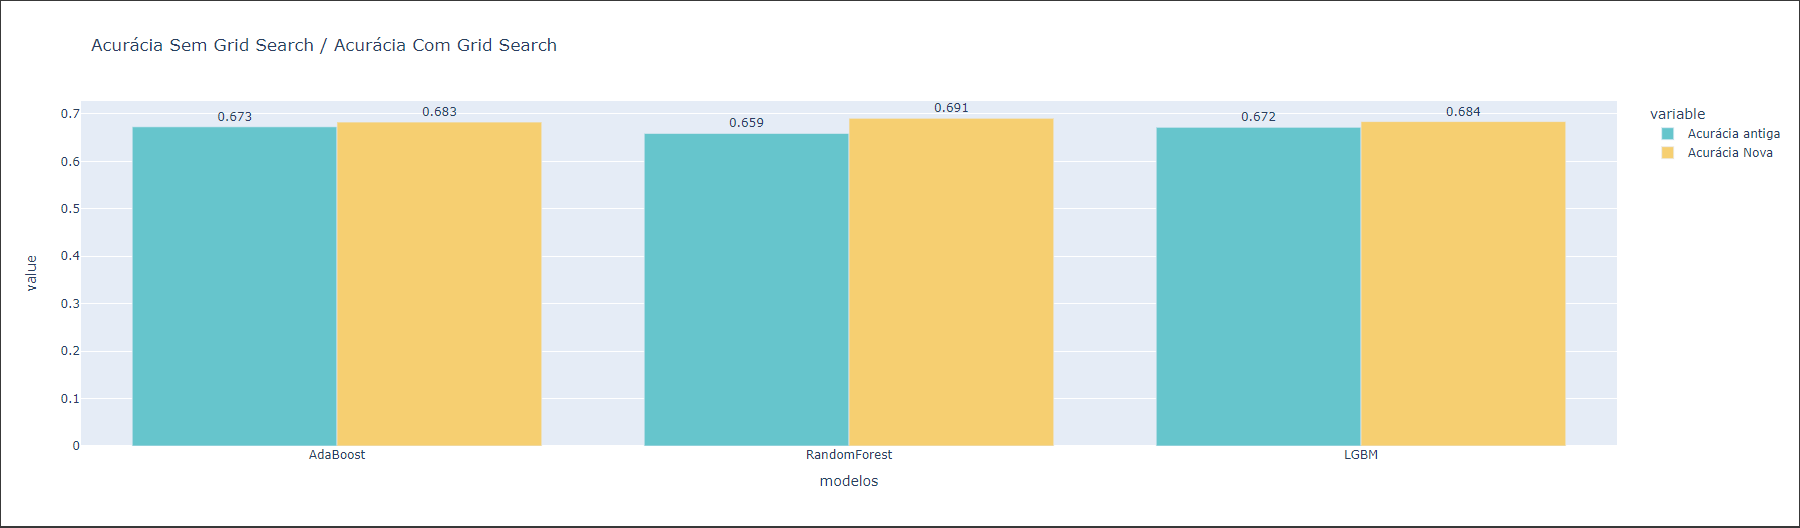 Acurácia Sem Grid Search / Acurácia Com Grid Search
variable
Acurácia antiga
Acurácia Nova
value
0.7
0.6
0.5
0.4
0.3
0.2
0.1
0
0.673
0.683
0.659
0.691
0.672
0.684
AdaBoost
RandomForest
LGBM
modelos